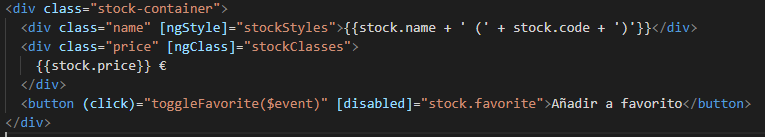 <div class="stock-container">
<div class="name" [ngStyle]="stockStyles">{{stock.name + ' (' + stock.code + ')'}}</div>
<div class="price" [ngClass]="stockClasses">
{{stock.price}} €
</div>
<button (click)="toggleFavorite($event)" [disabled]="stock.favorite">Añadir a favorito</button>
</div>